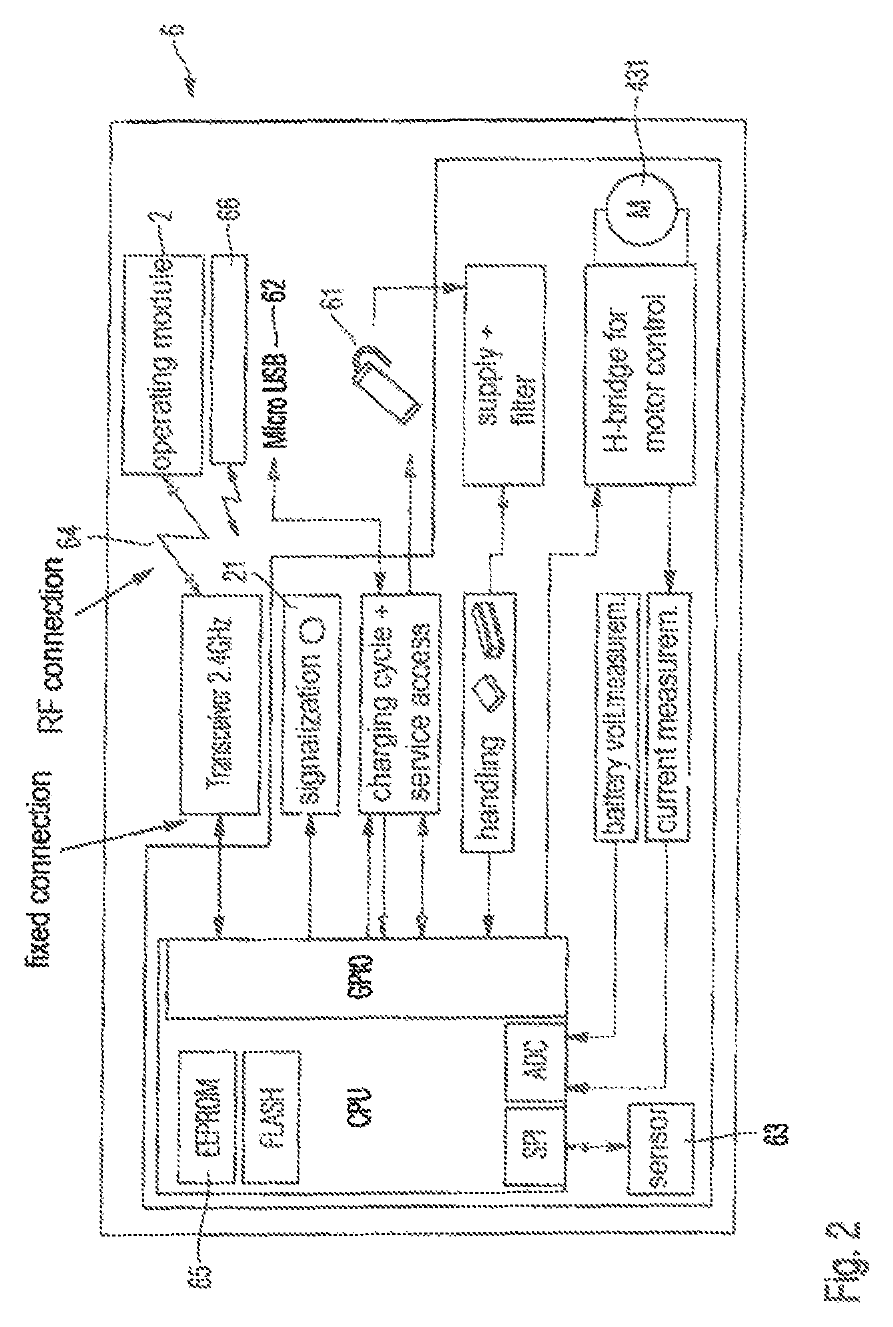 fixed connection
RF connection
64
6
Transceiver 2.4GHz
operating module
2
66
21
signalization
Micro USB
62
charging cycle +
service access
61
handling
supply +
filter
battery volt.measurem.
current measurem.
H-bridge for
motor control
M
431
EEPROM
FLASH
CPU
GPIO
SPI
ADC
sensor
63
65
Fig. 2